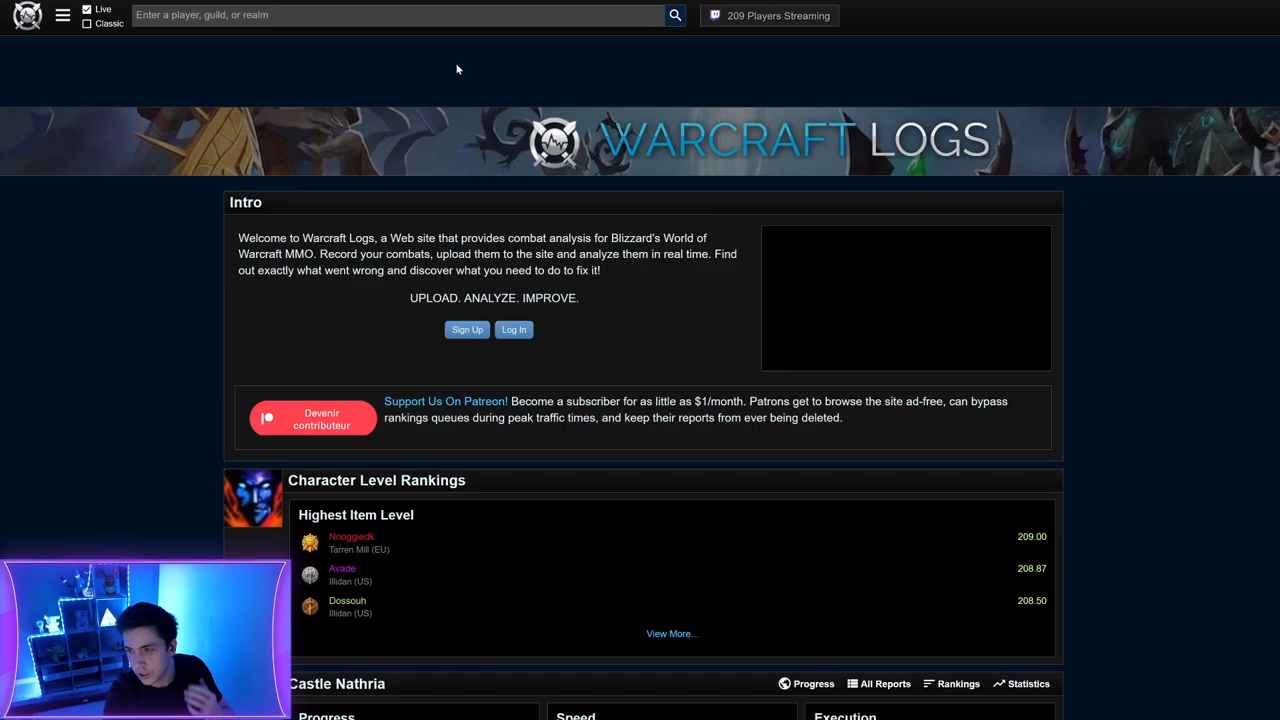 Live
Classic
Enter a player, guild, or realm
209 Players Streaming
WARCRAFT LOGS
Intro
Welcome to Warcraft Logs, a Web site that provides combat analysis for Blizzard's World of
Warcraft MMO. Record your combats, upload them to the site and analyze them in real time. Find
out exactly what went wrong and discover what you need to do to fix it!
UPLOAD. ANALYZE. IMPROVE.
Sign Up
Log In
Devenir
contributeur
Support Us On Patreon! Become a subscriber for as little as $1/month. Patrons get to browse the site ad-free, can bypass
rankings queues during peak traffic times, and keep their reports from ever being deleted.
Character Level Rankings
Highest Item Level
Nnoggiedk
209.00
Tarren Mill (EU)
Avade
208.87
Illidan (US)
Dossouh
208.50
Illidan (US)
View More...
Castle Nathria
Progress
All Reports
Rankings
Statistics
Progress
Speed
Execution